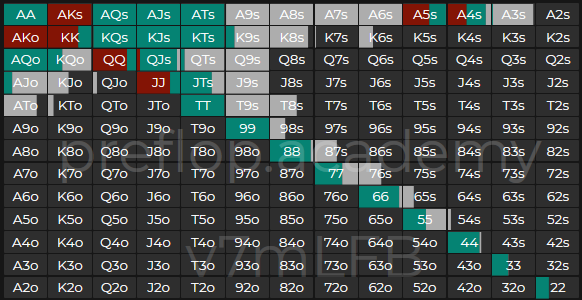 AA AKs AQs AJs ATs A9s A8s A7s A6s A5s A4s A3s A2s
AKo KK KQs KJs KTs K9s K8s K7s K6s K5s K4s K3s K2s
AQo KQo QQ QJs QTs Q9s Q8s Q7s Q6s Q5s Q4s Q3s Q2s
AJo KJo QJo JJ JTs J9s J8s J7s J6s J5s J4s J3s J2s
ATo KTo QTo JTo TT T9s T8s T7s T6s T5s T4s T3s T2s
A9o K9o Q9o J9o T9o 99 98s 97s 96s 95s 94s 93s 92s
A8o K8o Q8o J8o T8o 98o 88 87s 86s 85s 84s 83s 82s
preflop.academy
A7o K7o Q7o J7o T7o 97o 87o 77 76s 75s 74s 73s 72s
A6o K6o Q6o J6o T6o 96o 86o 76o 66 65s 64s 63s 62s
A5o K5o Q5o J5o T5o 95o 85o 75o 65o 55 54s 53s 52s
A4o K4o Q4o J4o T4o 94o 84o 74o 64o 54o 44 43s 42s
A3o K3o Q3o J3o T3o 93o 83o 73o 63o 53o 43o 33 32s
v7mLFB
A2o K2o Q2o J2o T2o 92o 82o 72o 62o 52o 42o 32o 22